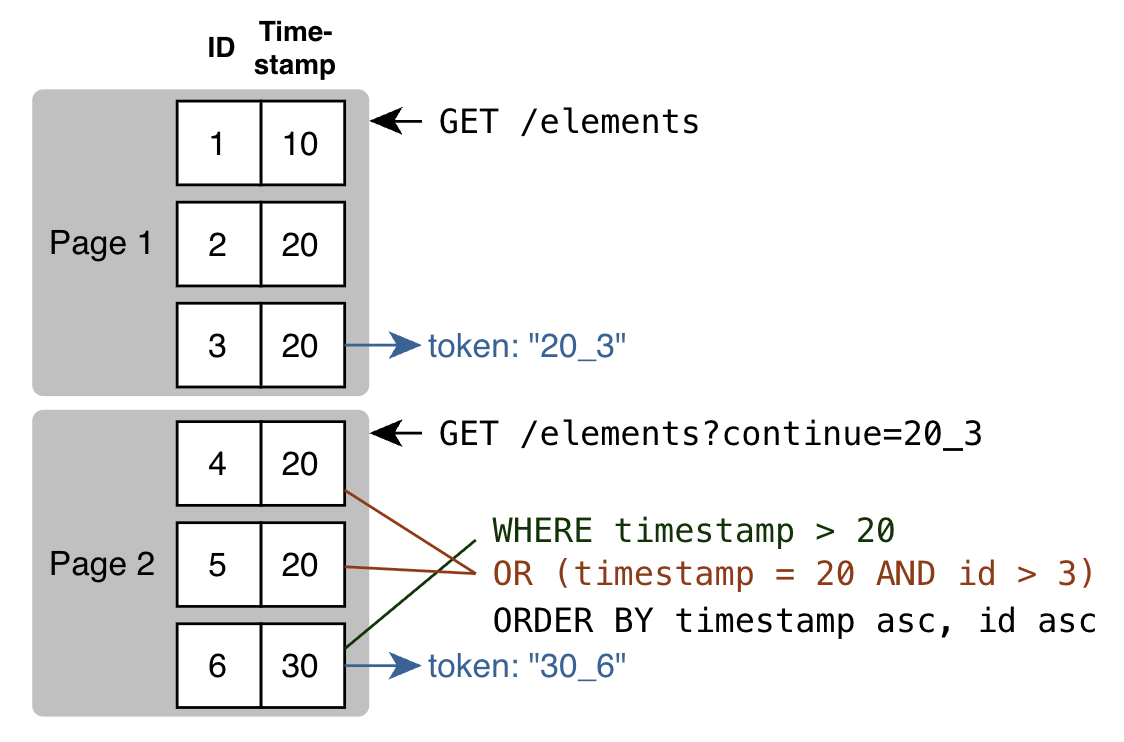 ID
Time-
stamp
1 10
GET /elements
Page 1
2 20
3 20
token: "20_3"
4 20
GET /elements?continue=20_3
WHERE timestamp > 20
Page 2
5 20
OR (timestamp = 20 AND id > 3)
ORDER BY timestamp asc, id asc
6 30
token: "30_6"